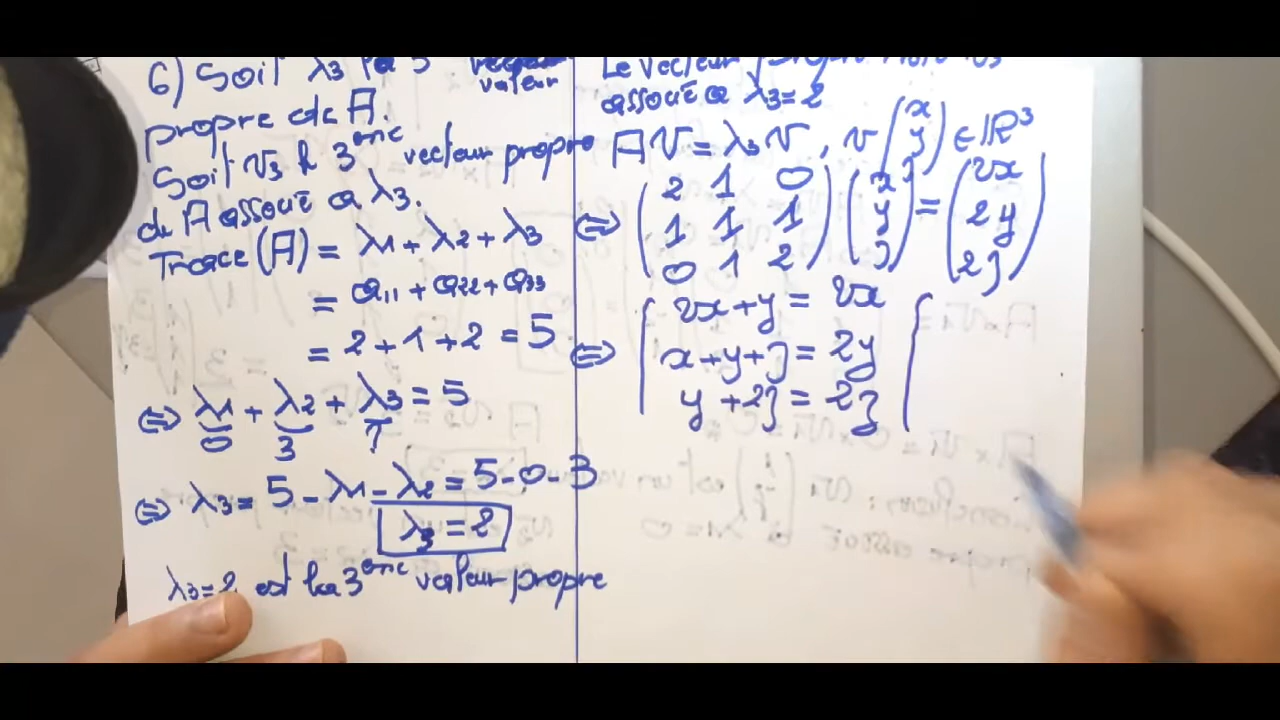 6) Soit λ3 la 3 valeur
propre de A.
Soit V3 le 3ème vecteur propre
de A associé a λ3.
Trace (A) = λ1 + λ2 + λ3
= a11 + a22 + a33
= 2 + 1 + 2 = 5
⇔ λ1 + λ2 + λ3 = 5
0 3 ?
⇔ λ3 = 5 - λ1 - λ2 = 5 - 0 - 3
λ3 = 2
λ3 = 2 est la 3ème valeur propre
Le vecteur propre
associé a λ3 = 2
AV = λ3 V, V (x y z) ∈ IR³
⇔ (2 1 0 / 1 1 1 / 0 1 2) (x y z) = (2x 2y 2z)
⇔ { 2x + y = 2x {
x + y + z = 2y
y + 2z = 2z